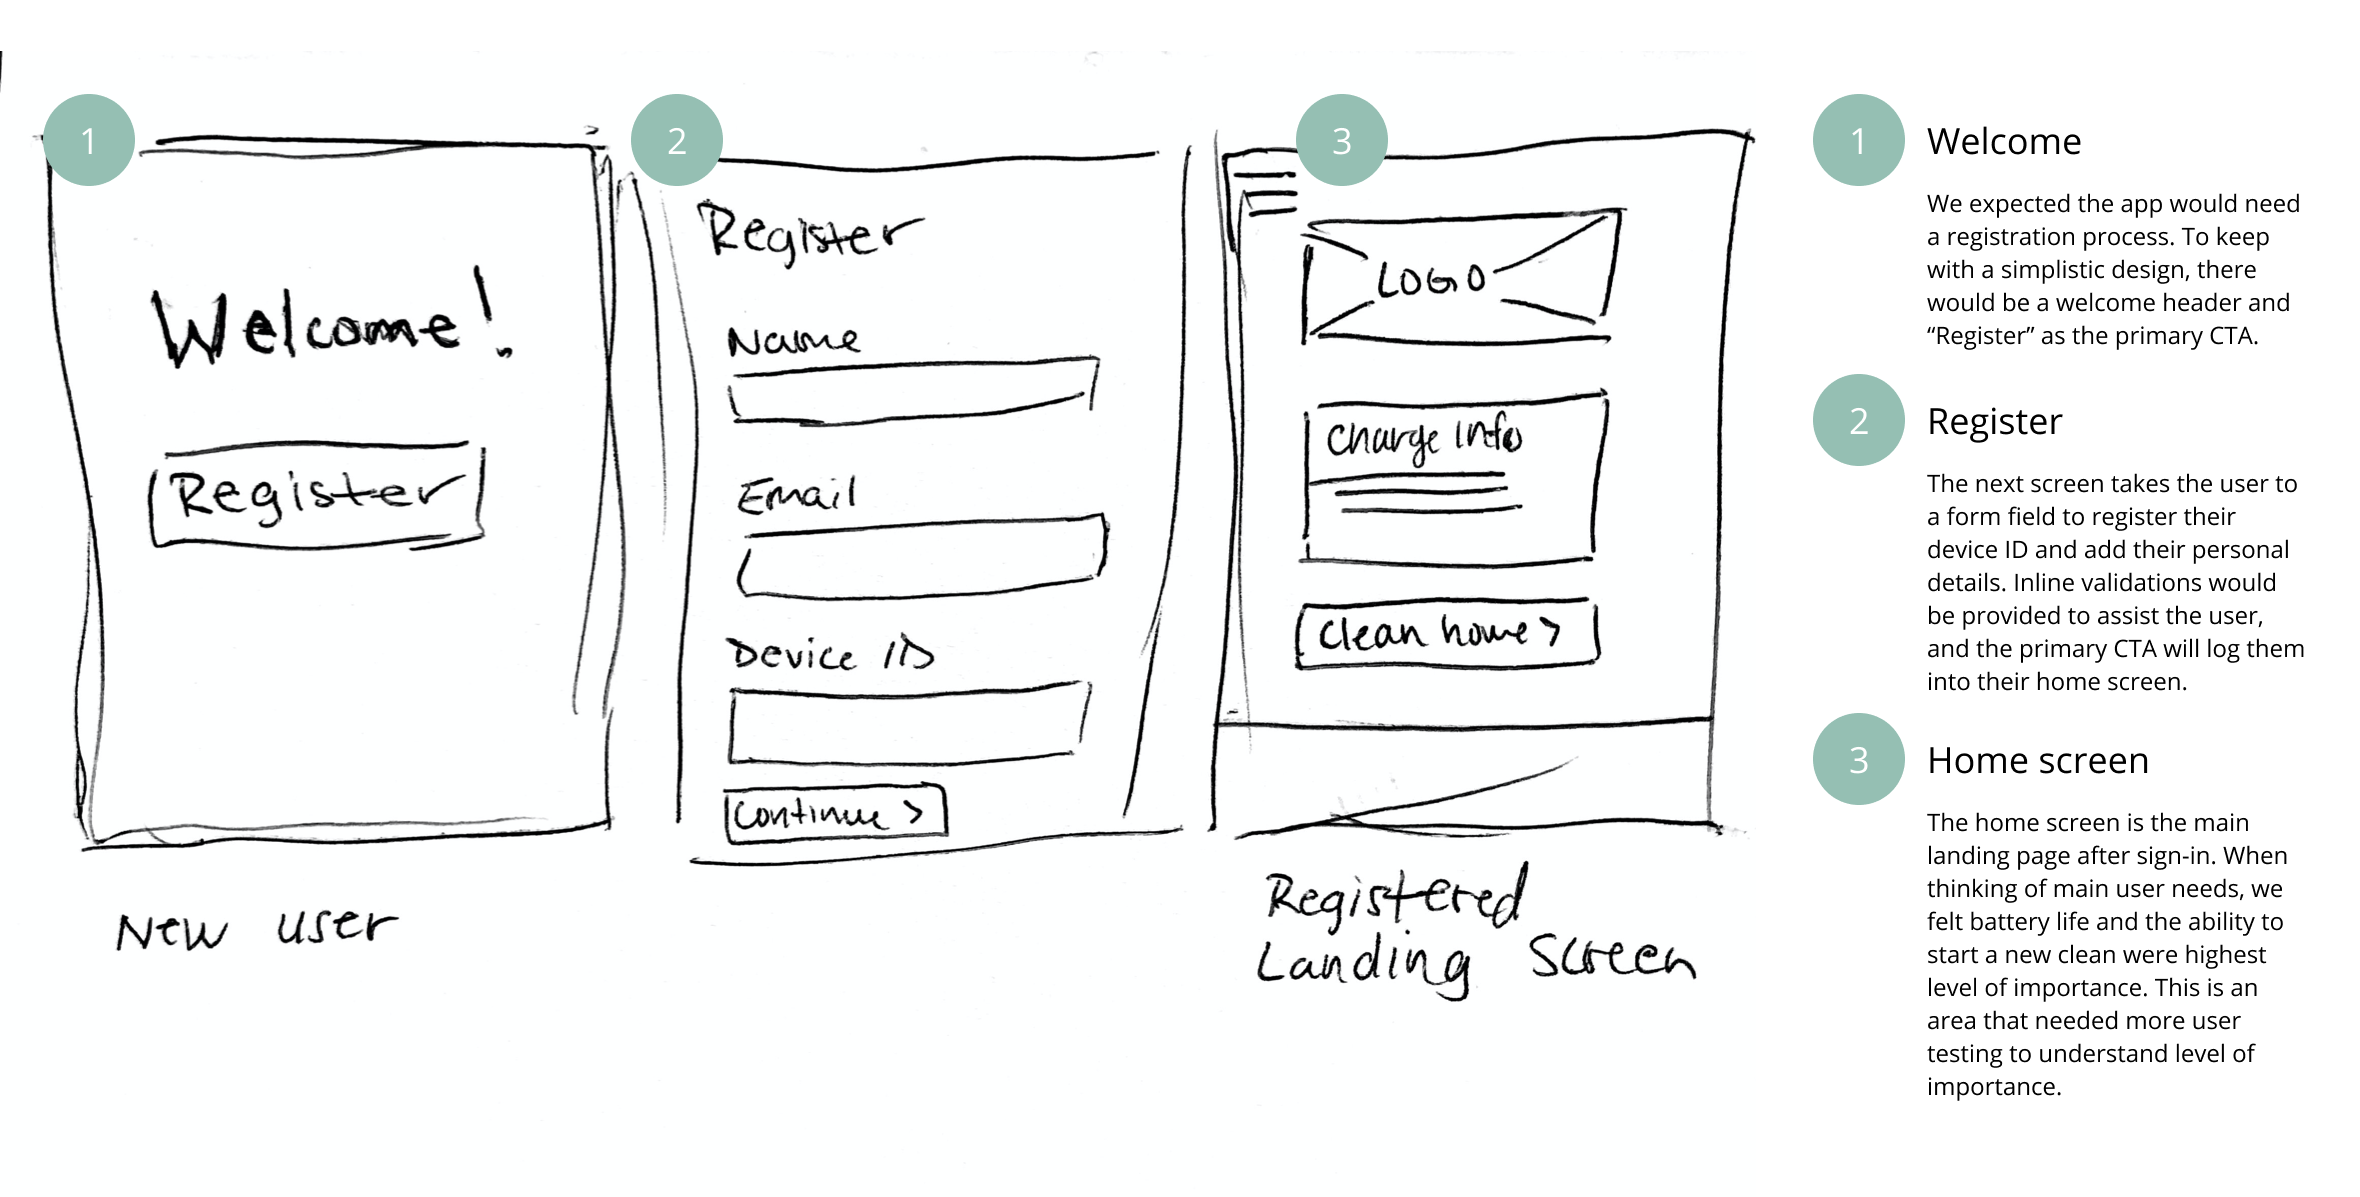 1
Welcome!
Register
New user
2
Register
Name
Email
Device ID
Continue >
3
LOGO
Charge Info
Clean home >
Registered
Landing Screen
1
Welcome
We expected the app would need
a registration process. To keep
with a simplistic design, there
would be a welcome header and
“Register” as the primary CTA.
2
Register
The next screen takes the user to
a form field to register their
device ID and add their personal
details. Inline validations would
be provided to assist the user,
and the primary CTA will log them
into their home screen.
3
Home screen
The home screen is the main
landing page after sign-in. When
thinking of main user needs, we
felt battery life and the ability to
start a new clean were highest
level of importance. This is an
area that needed more user
testing to understand level of
importance.